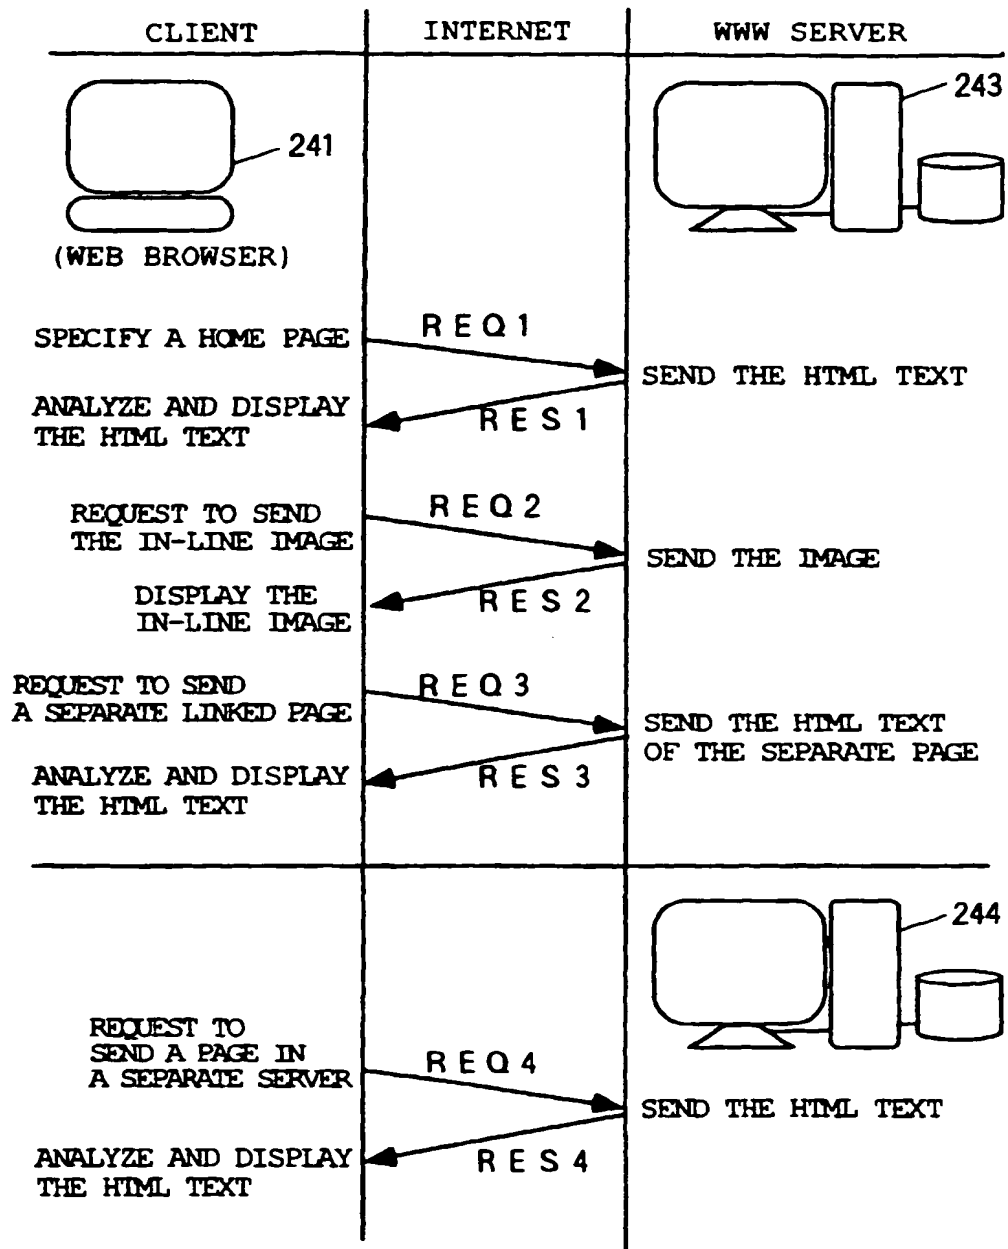 CLIENT
INTERNET
WWW SERVER
243
241
(WEB BROWSER)
SPECIFY A HOME PAGE
REQ1
SEND THE HTML TEXT
ANALYZE AND DISPLAY
THE HTML TEXT
RES1
REQUEST TO SEND
THE IN-LINE IMAGE
REQ2
SEND THE IMAGE
DISPLAY THE
IN-LINE IMAGE
RES2
REQUEST TO SEND
A SEPARATE LINKED PAGE
REQ3
SEND THE HTML TEXT
OF THE SEPARATE PAGE
ANALYZE AND DISPLAY
THE HTML TEXT
RES3
244
REQUEST TO
SEND A PAGE IN
A SEPARATE SERVER
REQ4
SEND THE HTML TEXT
ANALYZE AND DISPLAY
THE HTML TEXT
RES4